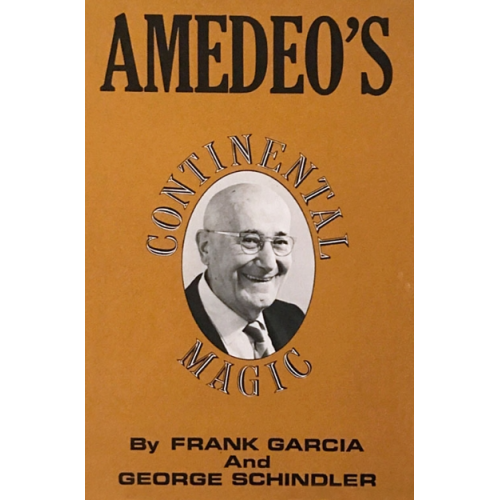 AMEDEO'S
CONTINENTAL
MAGIC
By FRANK GARCIA
And
GEORGE SCHINDLER